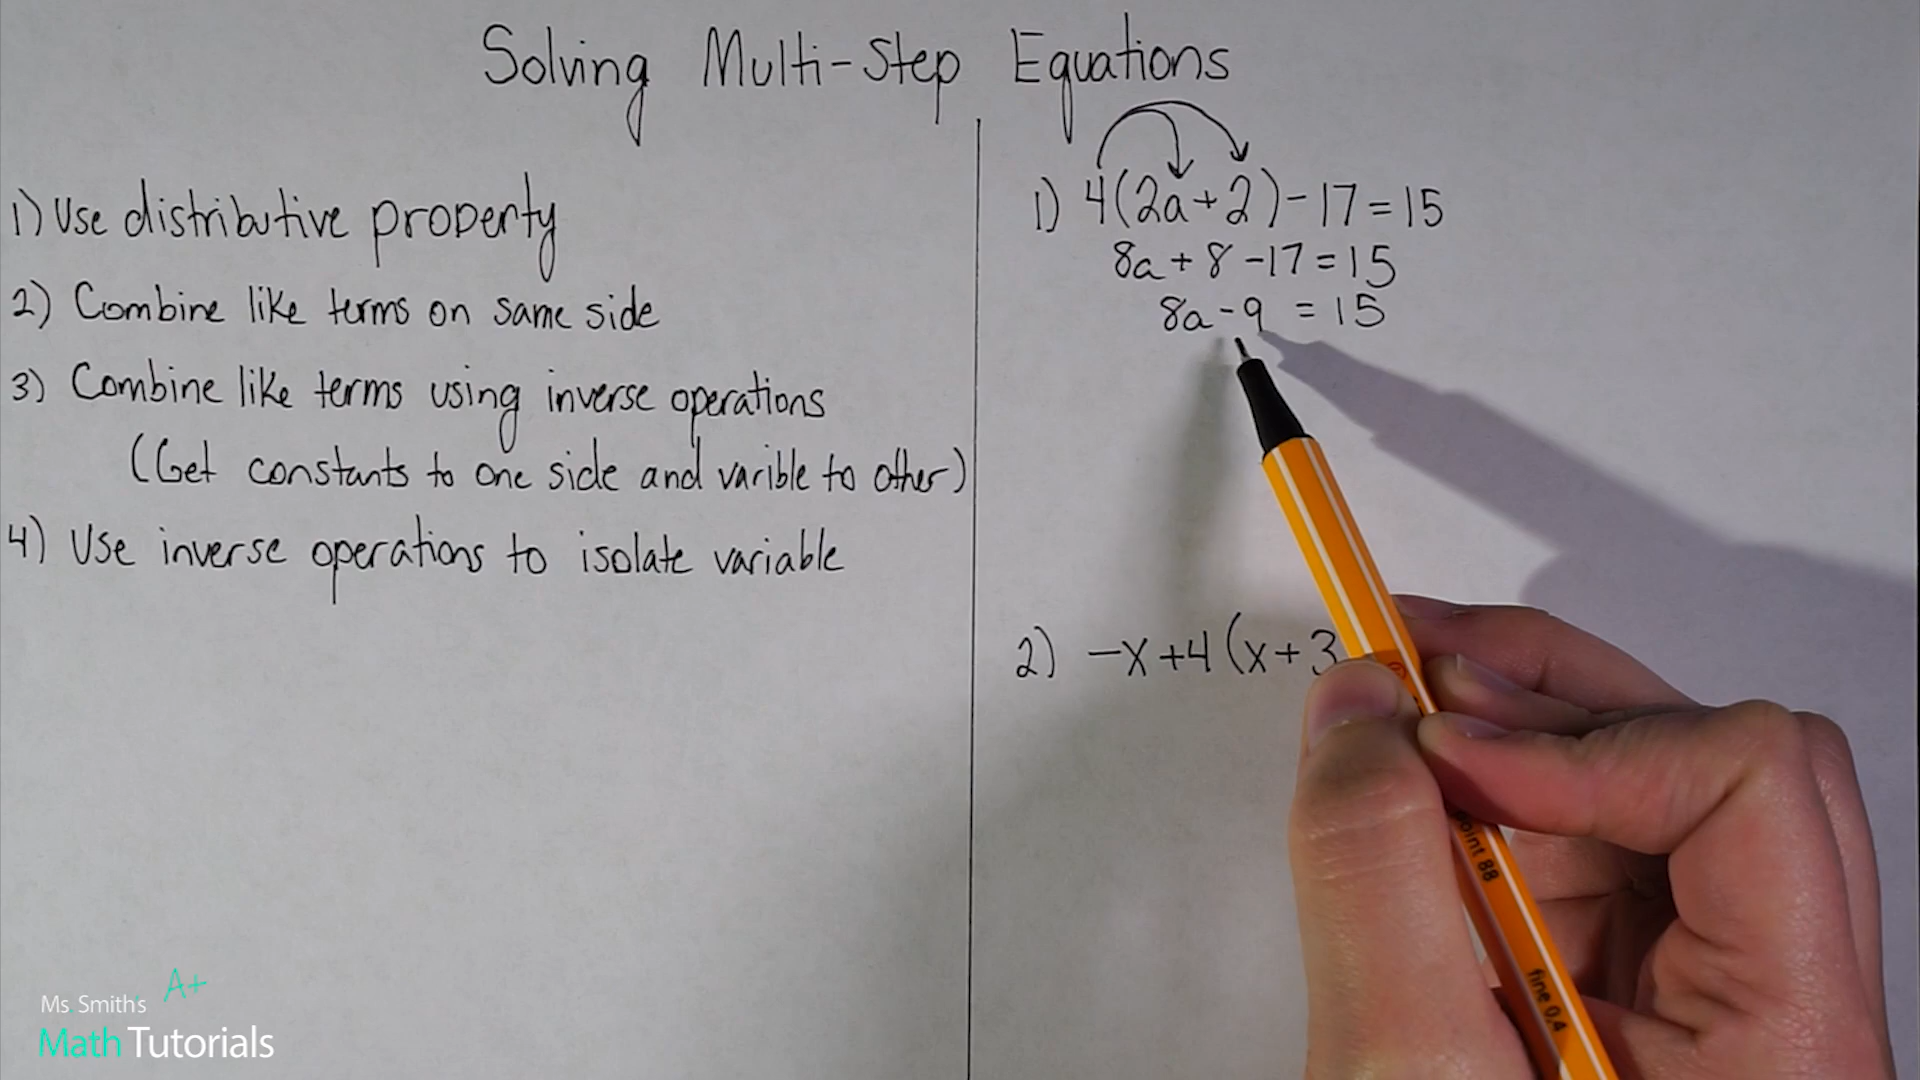 Solving Multi-Step Equations
1) Use distributive property
2) Combine like terms on same side
3) Combine like terms using inverse operations
(Get constants to one side and varible to other)
4) Use inverse operations to isolate variable
1) 4(2a+2)-17=15
8a+8-17=15
8a-9 =15
2) -x+4(x+3
point 88
fine 0,4
A+
Ms. Smith's
Math Tutorials